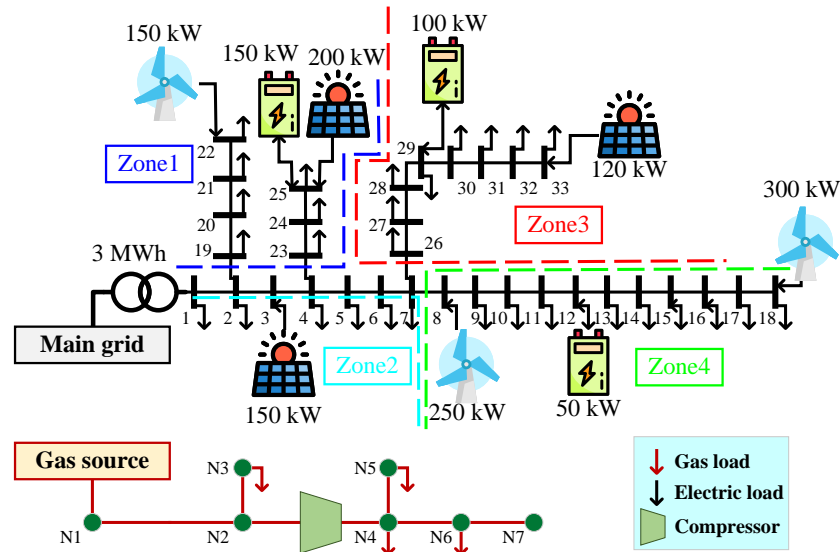 150 kW
150 kW
200 kW
100 kW
Zone1
22
21
20
19
25
24
23
29
28
27
26
30
31
32
33
120 kW
Zone3
300 kW
3 MWh
Main grid
1
2
3
4
5
6
7
8
9
10
11
12
13
14
15
16
17
18
Zone2
150 kW
250 kW
50 kW
Zone4
Gas source
N1
N2
N3
N4
N5
N6
N7
Gas load
Electric load
Compressor